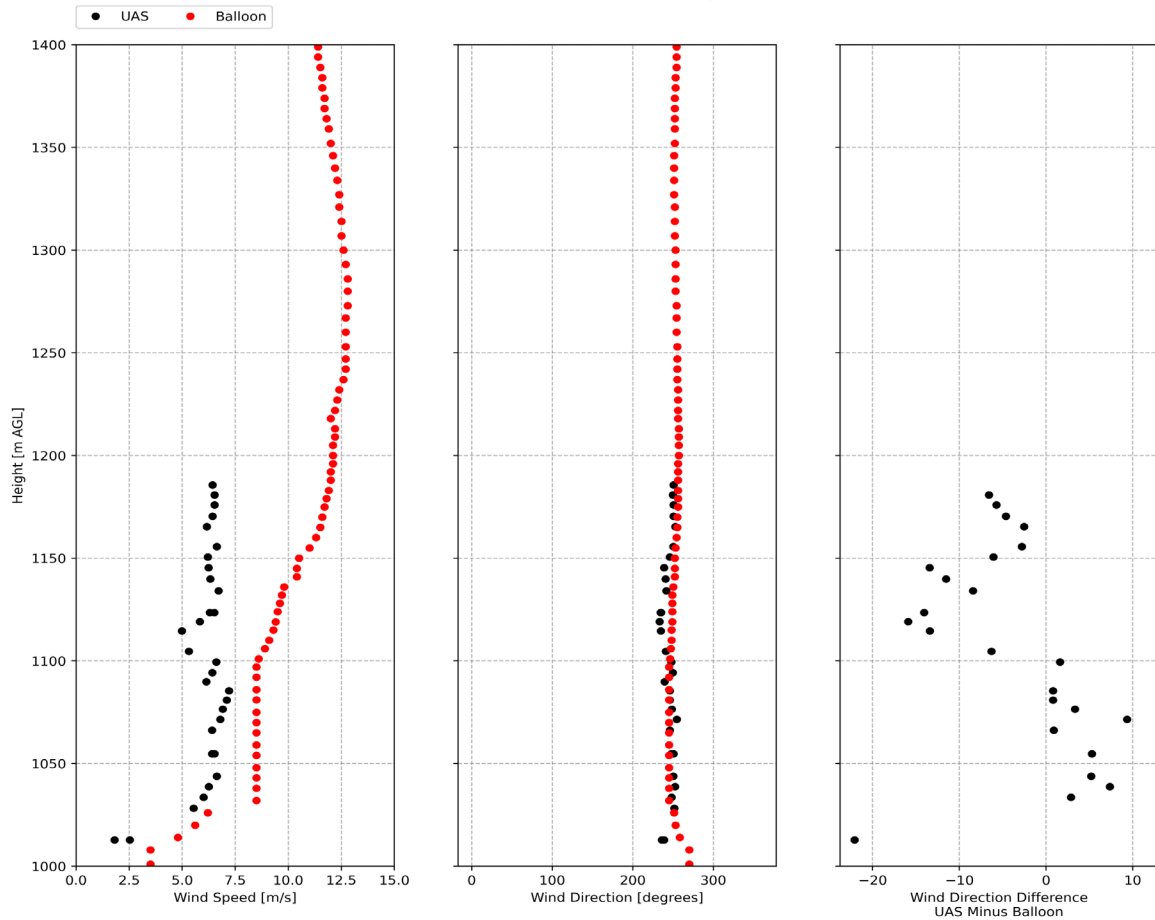 UAS Balloon
1400
1350
1300
1250
1200
1150
1100
1050
1000
Height [m AGL]
0.0 2.5 5.0 7.5 10.0 12.5 15.0
Wind Speed [m/s]
0 100 200 300
Wind Direction [degrees]
−20 −10 0 10
Wind Direction Difference
UAS Minus Balloon